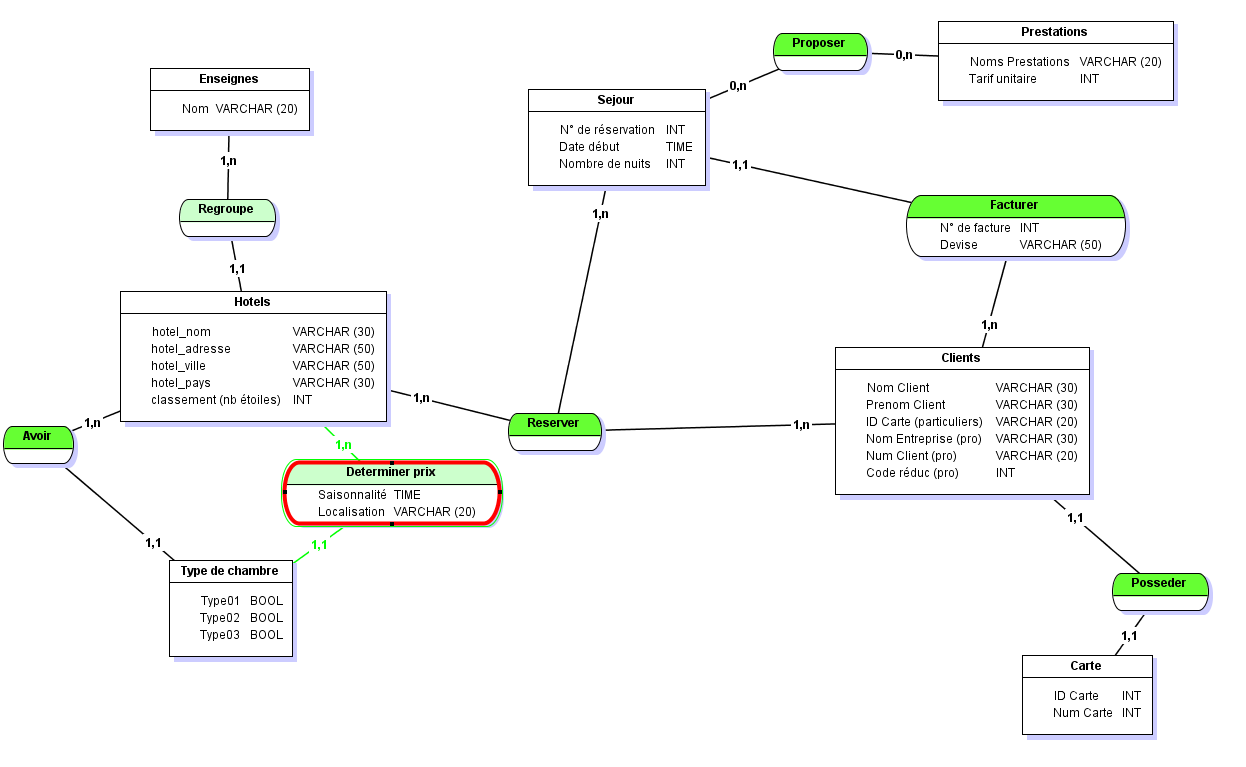 Proposer
0,n
0,n
Prestations
Noms Prestations VARCHAR (20)
Tarif unitaire INT
Enseignes
Nom VARCHAR (20)
1,n
Regroupe
1,1
Sejour
N° de réservation INT
Date début TIME
Nombre de nuits INT
1,1
1,n
Facturer
N° de facture INT
Devise VARCHAR (50)
1,n
Hotels
hotel_nom VARCHAR (30)
hotel_adresse VARCHAR (50)
hotel_ville VARCHAR (50)
hotel_pays VARCHAR (30)
classement (nb étoiles) INT
1,n
Reserver
1,n
Clients
Nom Client VARCHAR (30)
Prenom Client VARCHAR (30)
ID Carte (particuliers) VARCHAR (20)
Nom Entreprise (pro) VARCHAR (30)
Num Client (pro) VARCHAR (20)
Code réduc (pro) INT
1,n
Avoir
1,n
Determiner prix
Saisonnalité TIME
Localisation VARCHAR (20)
1,1
1,1
Type de chambre
Type01 BOOL
Type02 BOOL
Type03 BOOL
1,1
Posseder
1,1
Carte
ID Carte INT
Num Carte INT